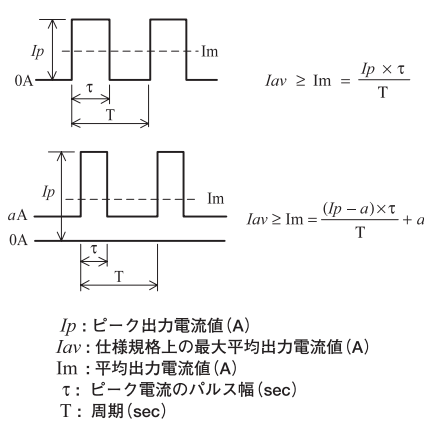 Ip
Im
0A
τ
T
Iav ≥ Im = Ip × τ / T
Ip
Im
aA
0A
τ
T
Iav ≥ Im = (Ip − a) × τ / T + a
Ip : ピーク出力電流値(A)
Iav : 仕様規格上の最大平均出力電流値(A)
Im : 平均出力電流値(A)
τ : ピーク電流のパルス幅(sec)
T : 周期(sec)